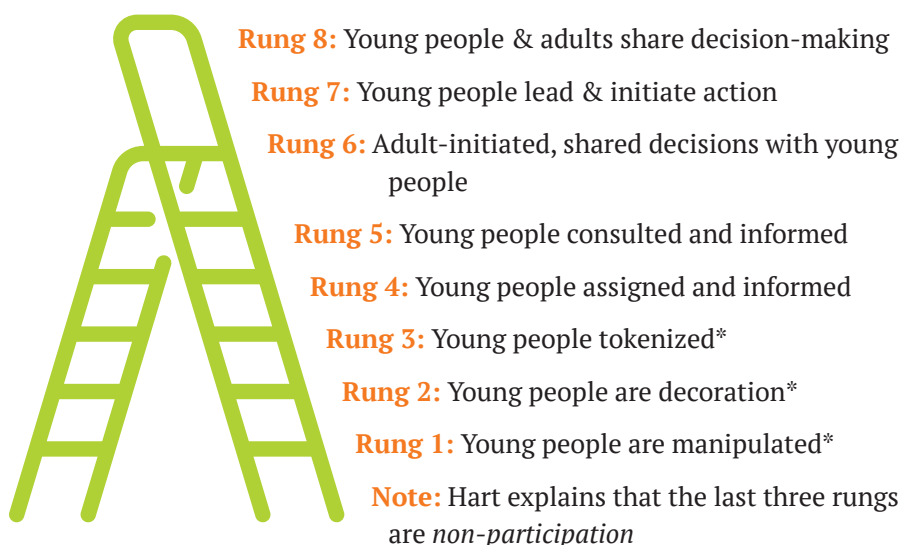 Rung 8: Young people & adults share decision-making
Rung 7: Young people lead & initiate action
Rung 6: Adult-initiated, shared decisions with young
people
Rung 5: Young people consulted and informed
Rung 4: Young people assigned and informed
Rung 3: Young people tokenized*
Rung 2: Young people are decoration*
Rung 1: Young people are manipulated*
Note: Hart explains that the last three rungs
are non-participation